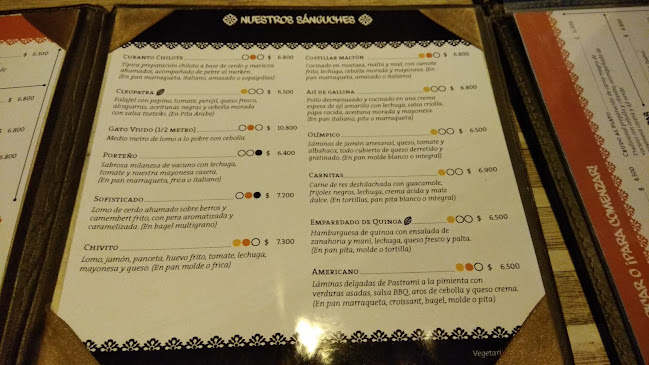 NUESTROS SÁNGUCHES
CURANTO CHILOTE $ 6.800
Típica preparación chilota a base de cerdo y mariscos
ahumados, acompañado de pebre al merken.
(En pan marraqueta, italiano, amasado o sopaipillas)
CLEOPATRA $ 6.500
Falafel con pepino, tomate, perejil, queso fresco,
alcaparras, aceitunas negras y cebolla morada
con salsa tzatziki. (En Pita Árabe)
GATO VIUDO (1/2 METRO) $ 10.800
Medio metro de lomo a lo pobre con cebolla.
PORTEÑO $ 6.400
Sabrosa milanesa de vacuno con lechuga,
tomate y nuestra mayonesa casera.
(En pan marraqueta, frica o italiano)
SOFISTICADO $ 7.200
Lomo de cerdo ahumado sobre berros y
camembert frito, con pera aromatizada y
caramelizada. (En bagel multigrano)
CHIVITO $ 7.300
Lomo, jamón, panceta, huevo frito, tomate, lechuga,
mayonesa y queso. (En pan molde o frica)
COSTILLAR MALTÓN $ 6.800
Cocinado en mostaza, malta y miel, con camote
frito, lechuga, cebolla morada y mayonesa. (En
pan marraqueta, amasado o italiano)
AJÍ DE GALLINA $ 6.800
Pollo desmenuzado y cocinado en una crema
espesa de ají amarillo con lechuga, salsa criolla,
papa cocida, aceituna morada y mayonesa.
(En pan italiano, pita o marraqueta)
OLÍMPICO $ 6.500
Láminas de jamón artesanal, queso, tomate y
albahaca, todo cubierto de queso derretido y
gratinado. (En pan molde blanco o integral)
CARNITAS $ 6.900
Carne de res deshilachada con guacamole,
frijoles negros, lechuga, crema ácida y maíz
dulce. (En tortillas, pan pita blanco o integral)
EMPAREDADO DE QUINOA $ 6.500
Hamburguesa de quinoa con ensalada de
zanahoria y maní, lechuga, queso fresco y palta.
(En pan pita, molde o tortilla)
AMERICANO $ 6.500
Láminas delgadas de Pastrami a la pimienta con
verduras asadas, salsa BBQ, aros de cebolla y queso crema.
(En pan marraqueta, croissant, bagel, molde o pita)
O ¡PARA COMENZAR!